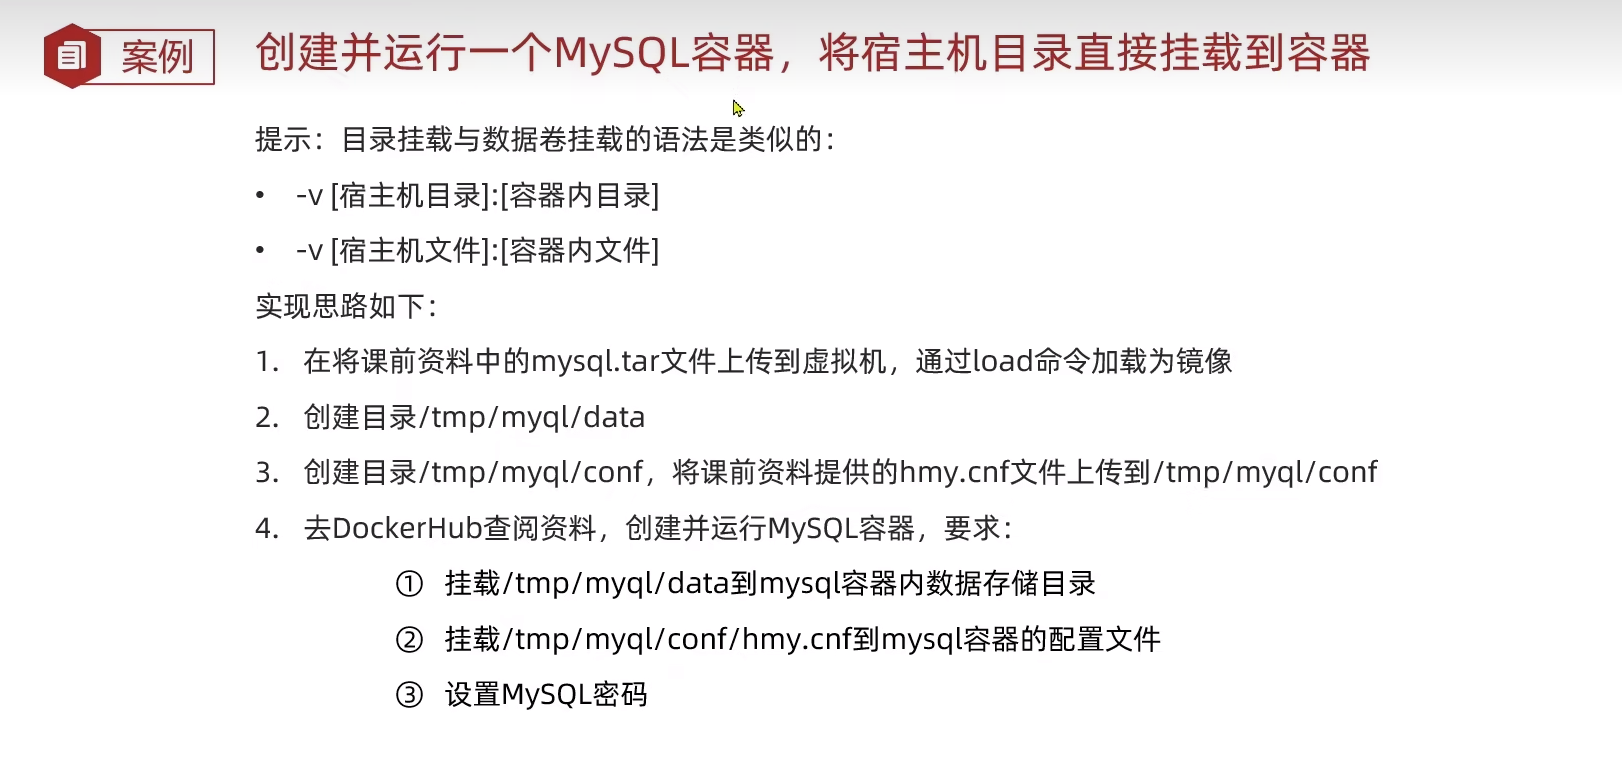 案例
创建并运行一个MySQL容器，将宿主机目录直接挂载到容器
提示：目录挂载与数据卷挂载的语法是类似的：
• -v [宿主机目录]:[容器内目录]
• -v [宿主机文件]:[容器内文件]
实现思路如下：
1. 在将课前资料中的mysql.tar文件上传到虚拟机，通过load命令加载为镜像
2. 创建目录/tmp/myql/data
3. 创建目录/tmp/myql/conf，将课前资料提供的hmy.cnf文件上传到/tmp/myql/conf
4. 去DockerHub查阅资料，创建并运行MySQL容器，要求：
① 挂载/tmp/myql/data到mysql容器内数据存储目录
② 挂载/tmp/myql/conf/hmy.cnf到mysql容器的配置文件
③ 设置MySQL密码